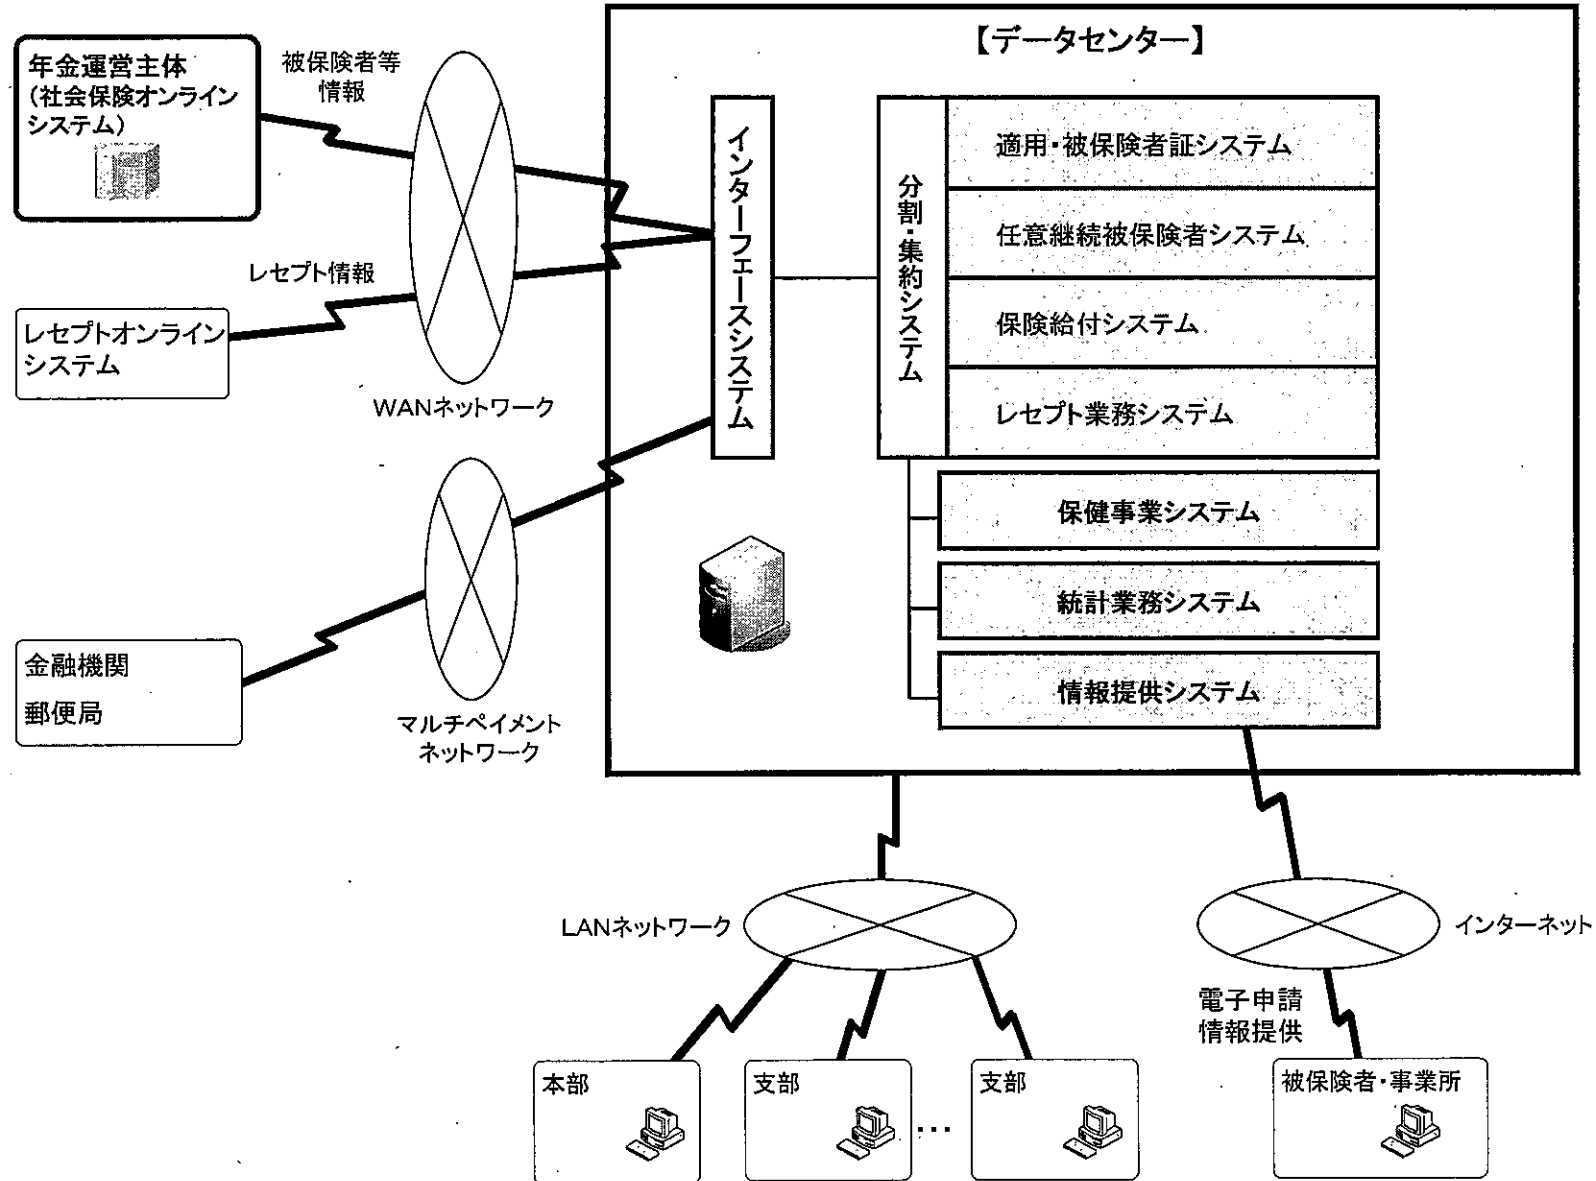 【データセンター】
年金運営主体
(社会保険オンライン
システム)
被保険者等
情報
レセプト情報
レセプトオンライン
システム
WANネットワーク
インターフェースシステム
分割・集約システム
適用・被保険者証システム
任意継続被保険者システム
保険給付システム
レセプト業務システム
保健事業システム
統計業務システム
情報提供システム
金融機関
郵便局
マルチペイメント
ネットワーク
LANネットワーク
インターネット
電子申請
情報提供
本部
支部
…
支部
被保険者・事業所